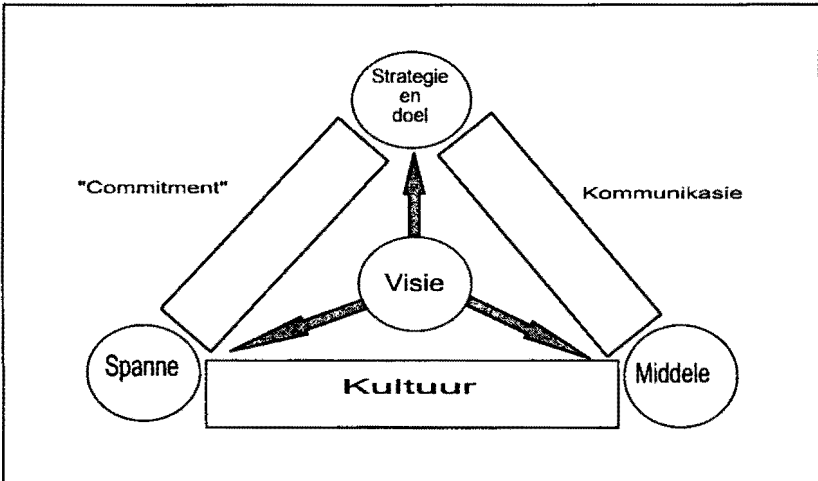 Strategie
en
doel
"Commitment"
Kommunikasie
Visie
Spanne
Kultuur
Middele